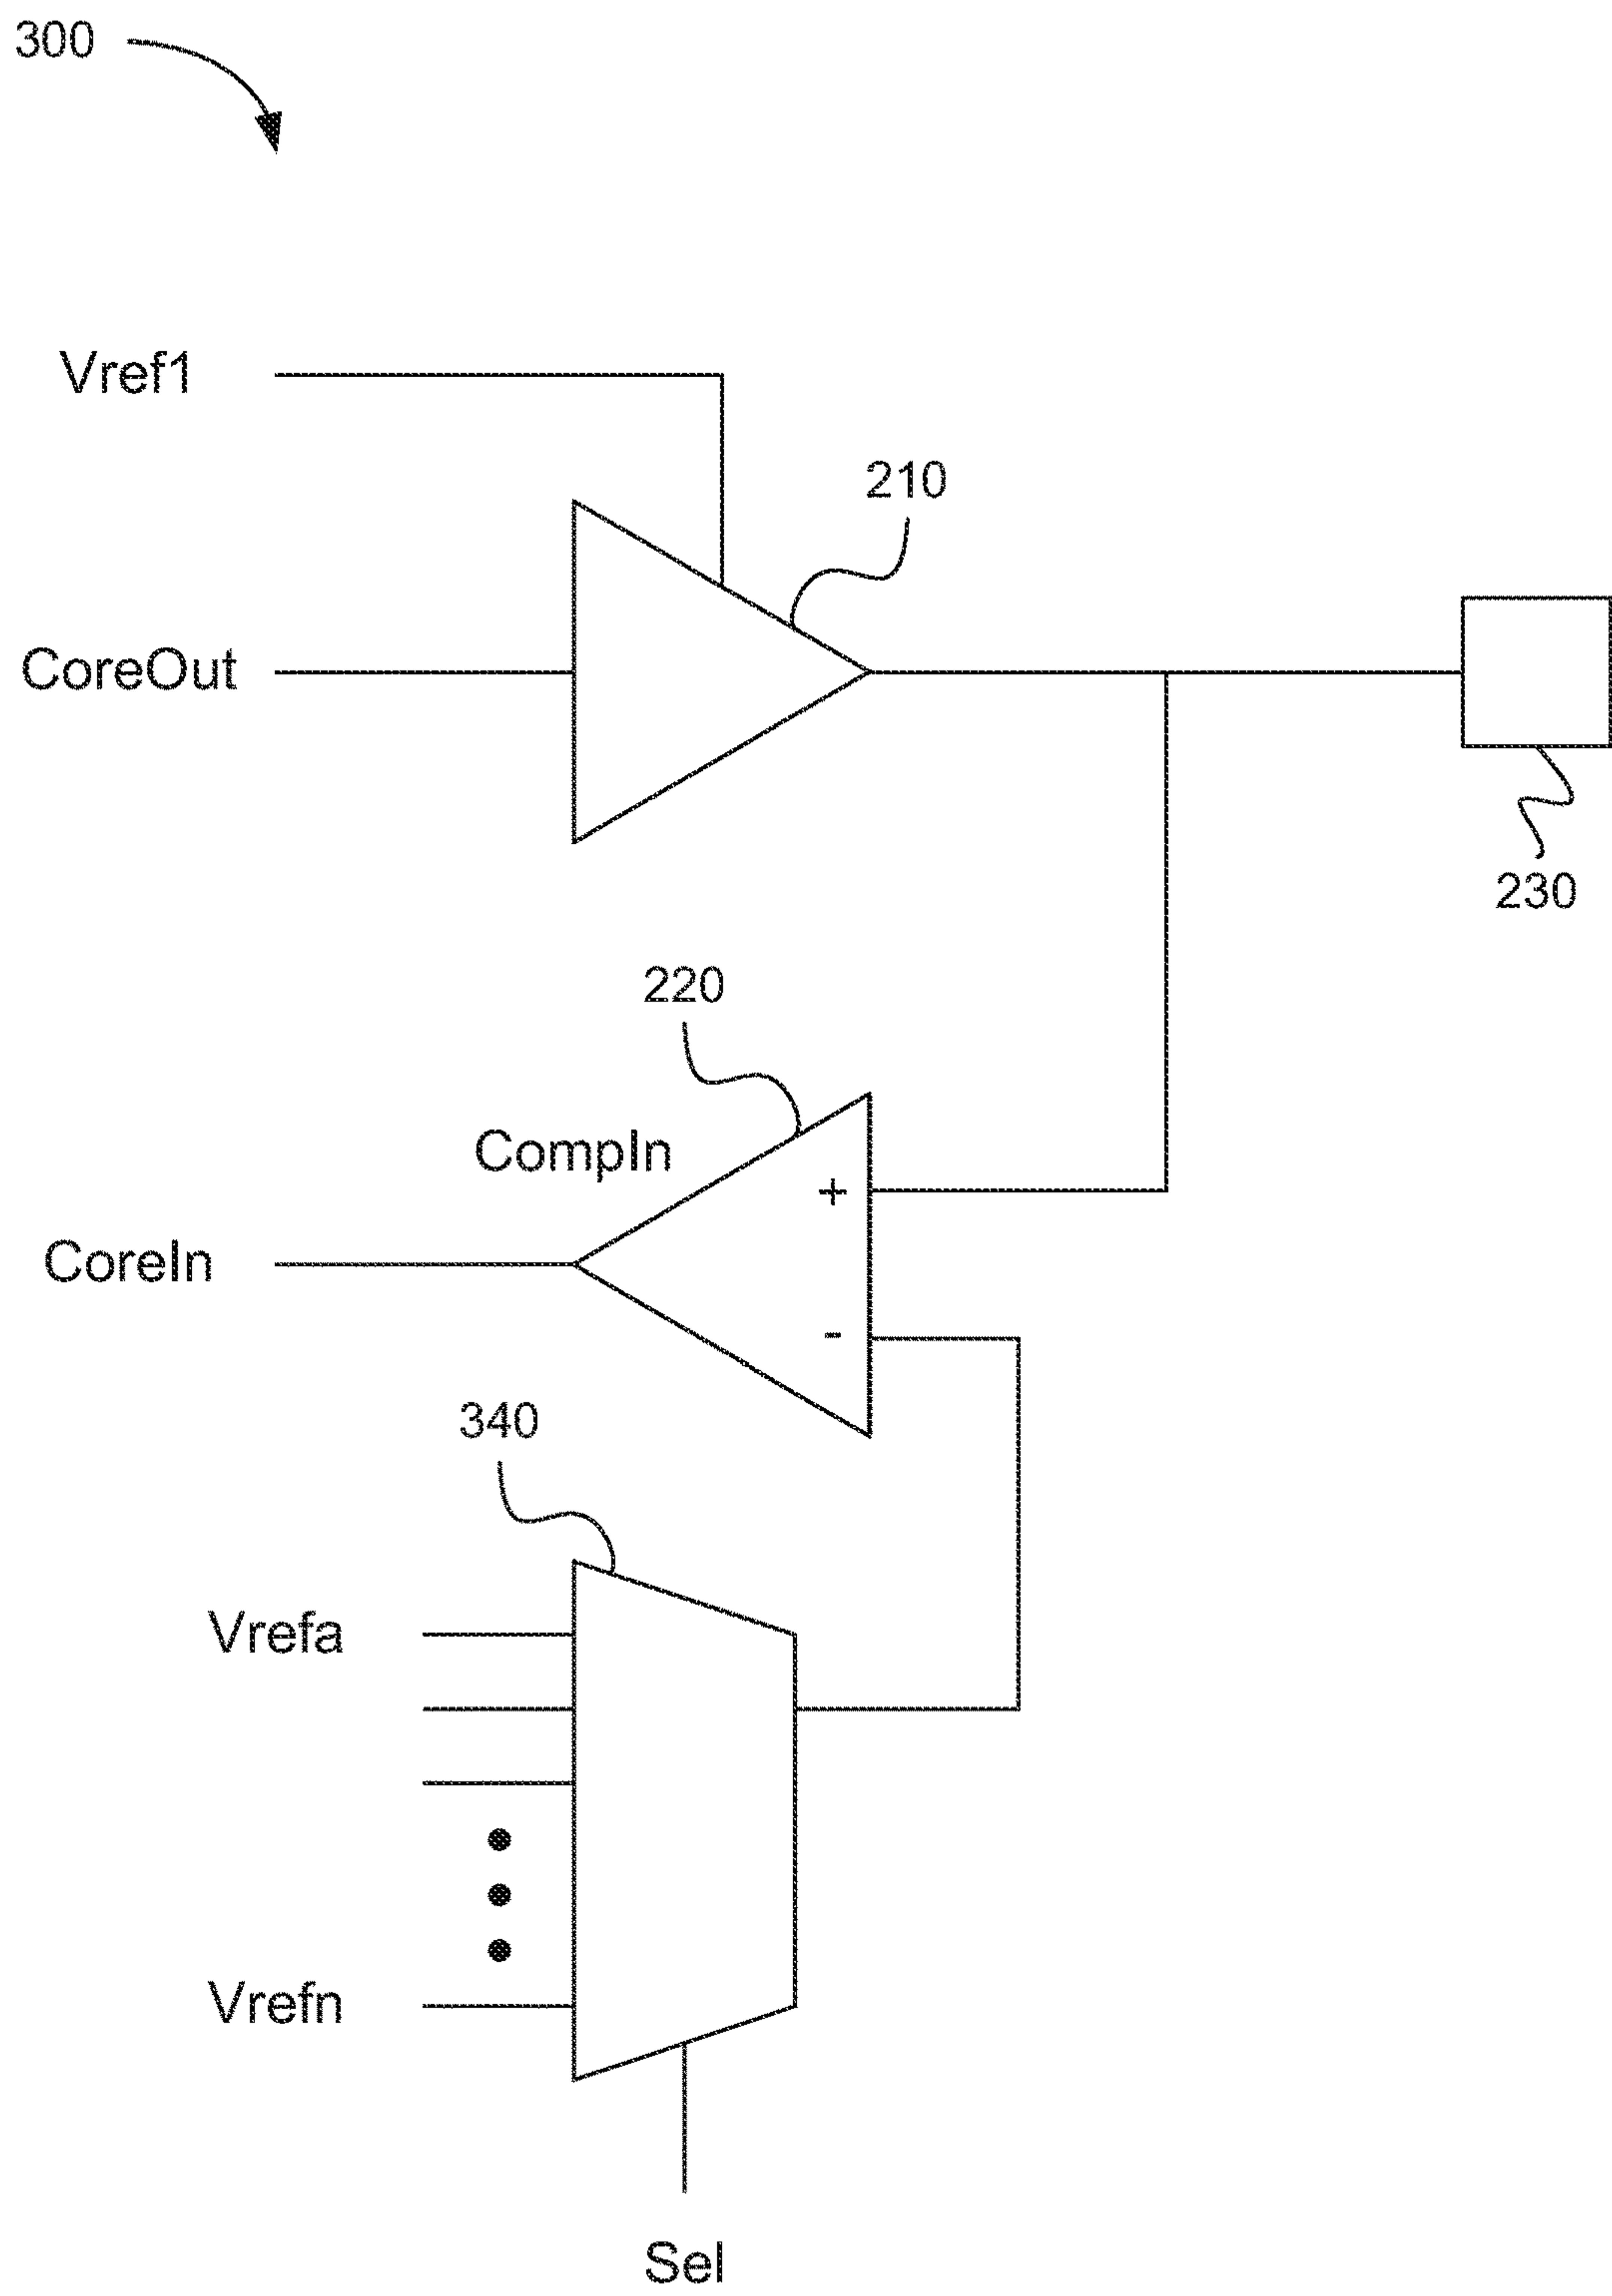 300
Vref1
210
CoreOut
230
220
CompIn
+
CoreIn
-
340
Vrefa
Vrefn
Sel